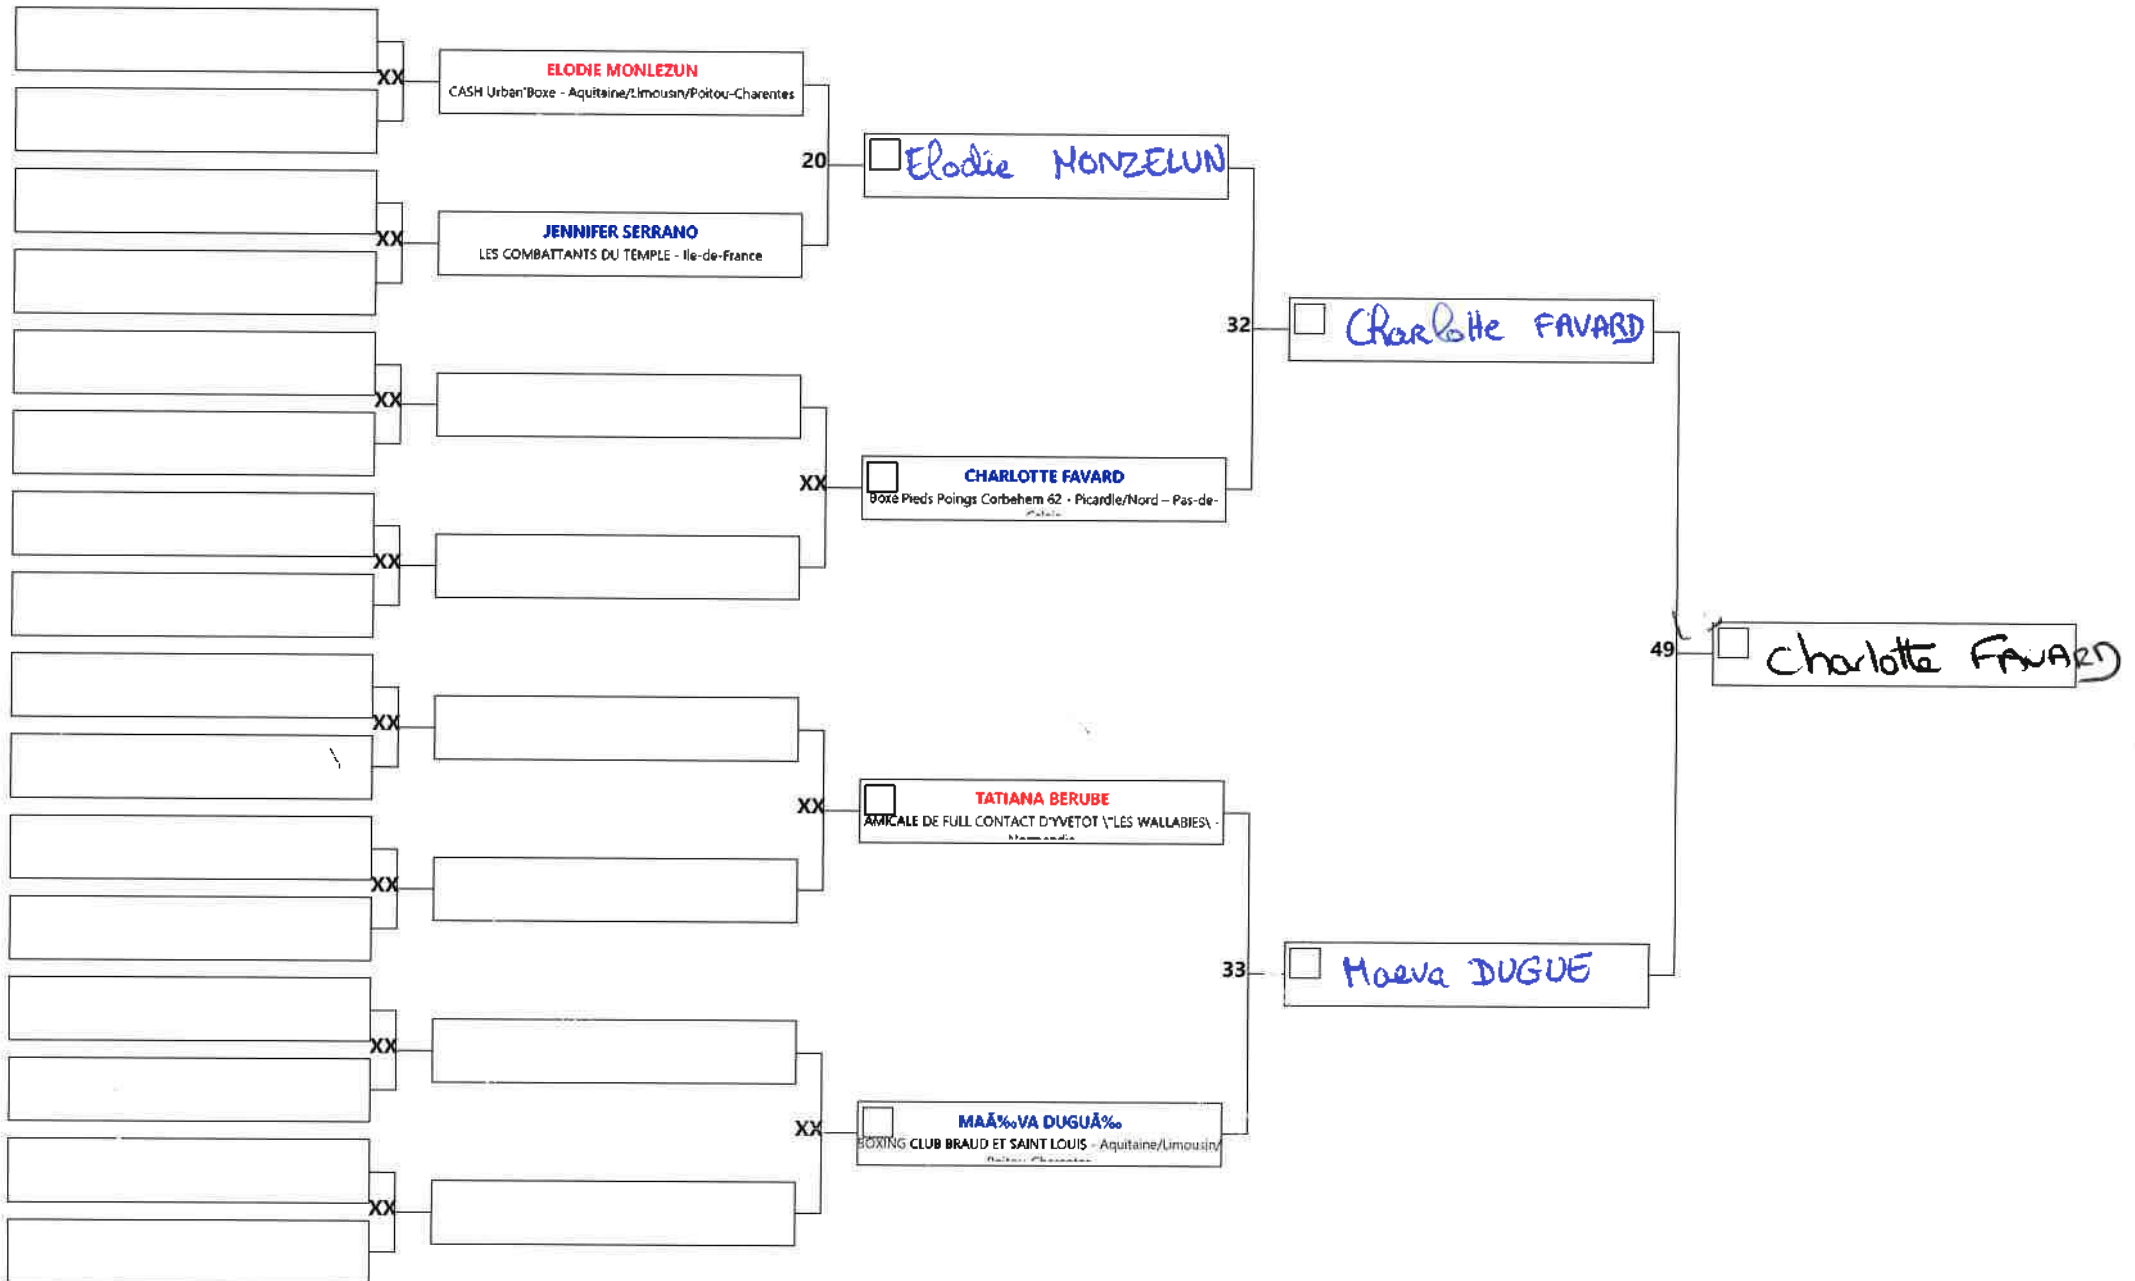 XX
ELODIE MONLEZUN
CASH Urban'Boxe - Aquitaine/Limousin/Poitou-Charentes
20
Elodie MONZELUN
XX
JENNIFER SERRANO
LES COMBATTANTS DU TEMPLE - Ile-de-France
32
Charlotte FAVARD
XX
XX
CHARLOTTE FAVARD
Boxe Pieds Poings Corbehem 62 - Picardie/Nord – Pas-de-
XX
49
Charlotte FAVARD
XX
XX
TATIANA BERUBE
AMICALE DE FULL CONTACT D'YVETOT \"LES WALLABIES\ -
Normandie
XX
33
Maeva DUGUE
XX
XX
MAÃ‰VA DUGUÃ‰
BOXING CLUB BRAUD ET SAINT LOUIS - Aquitaine/Limousin/
Poitou-Charentes
XX